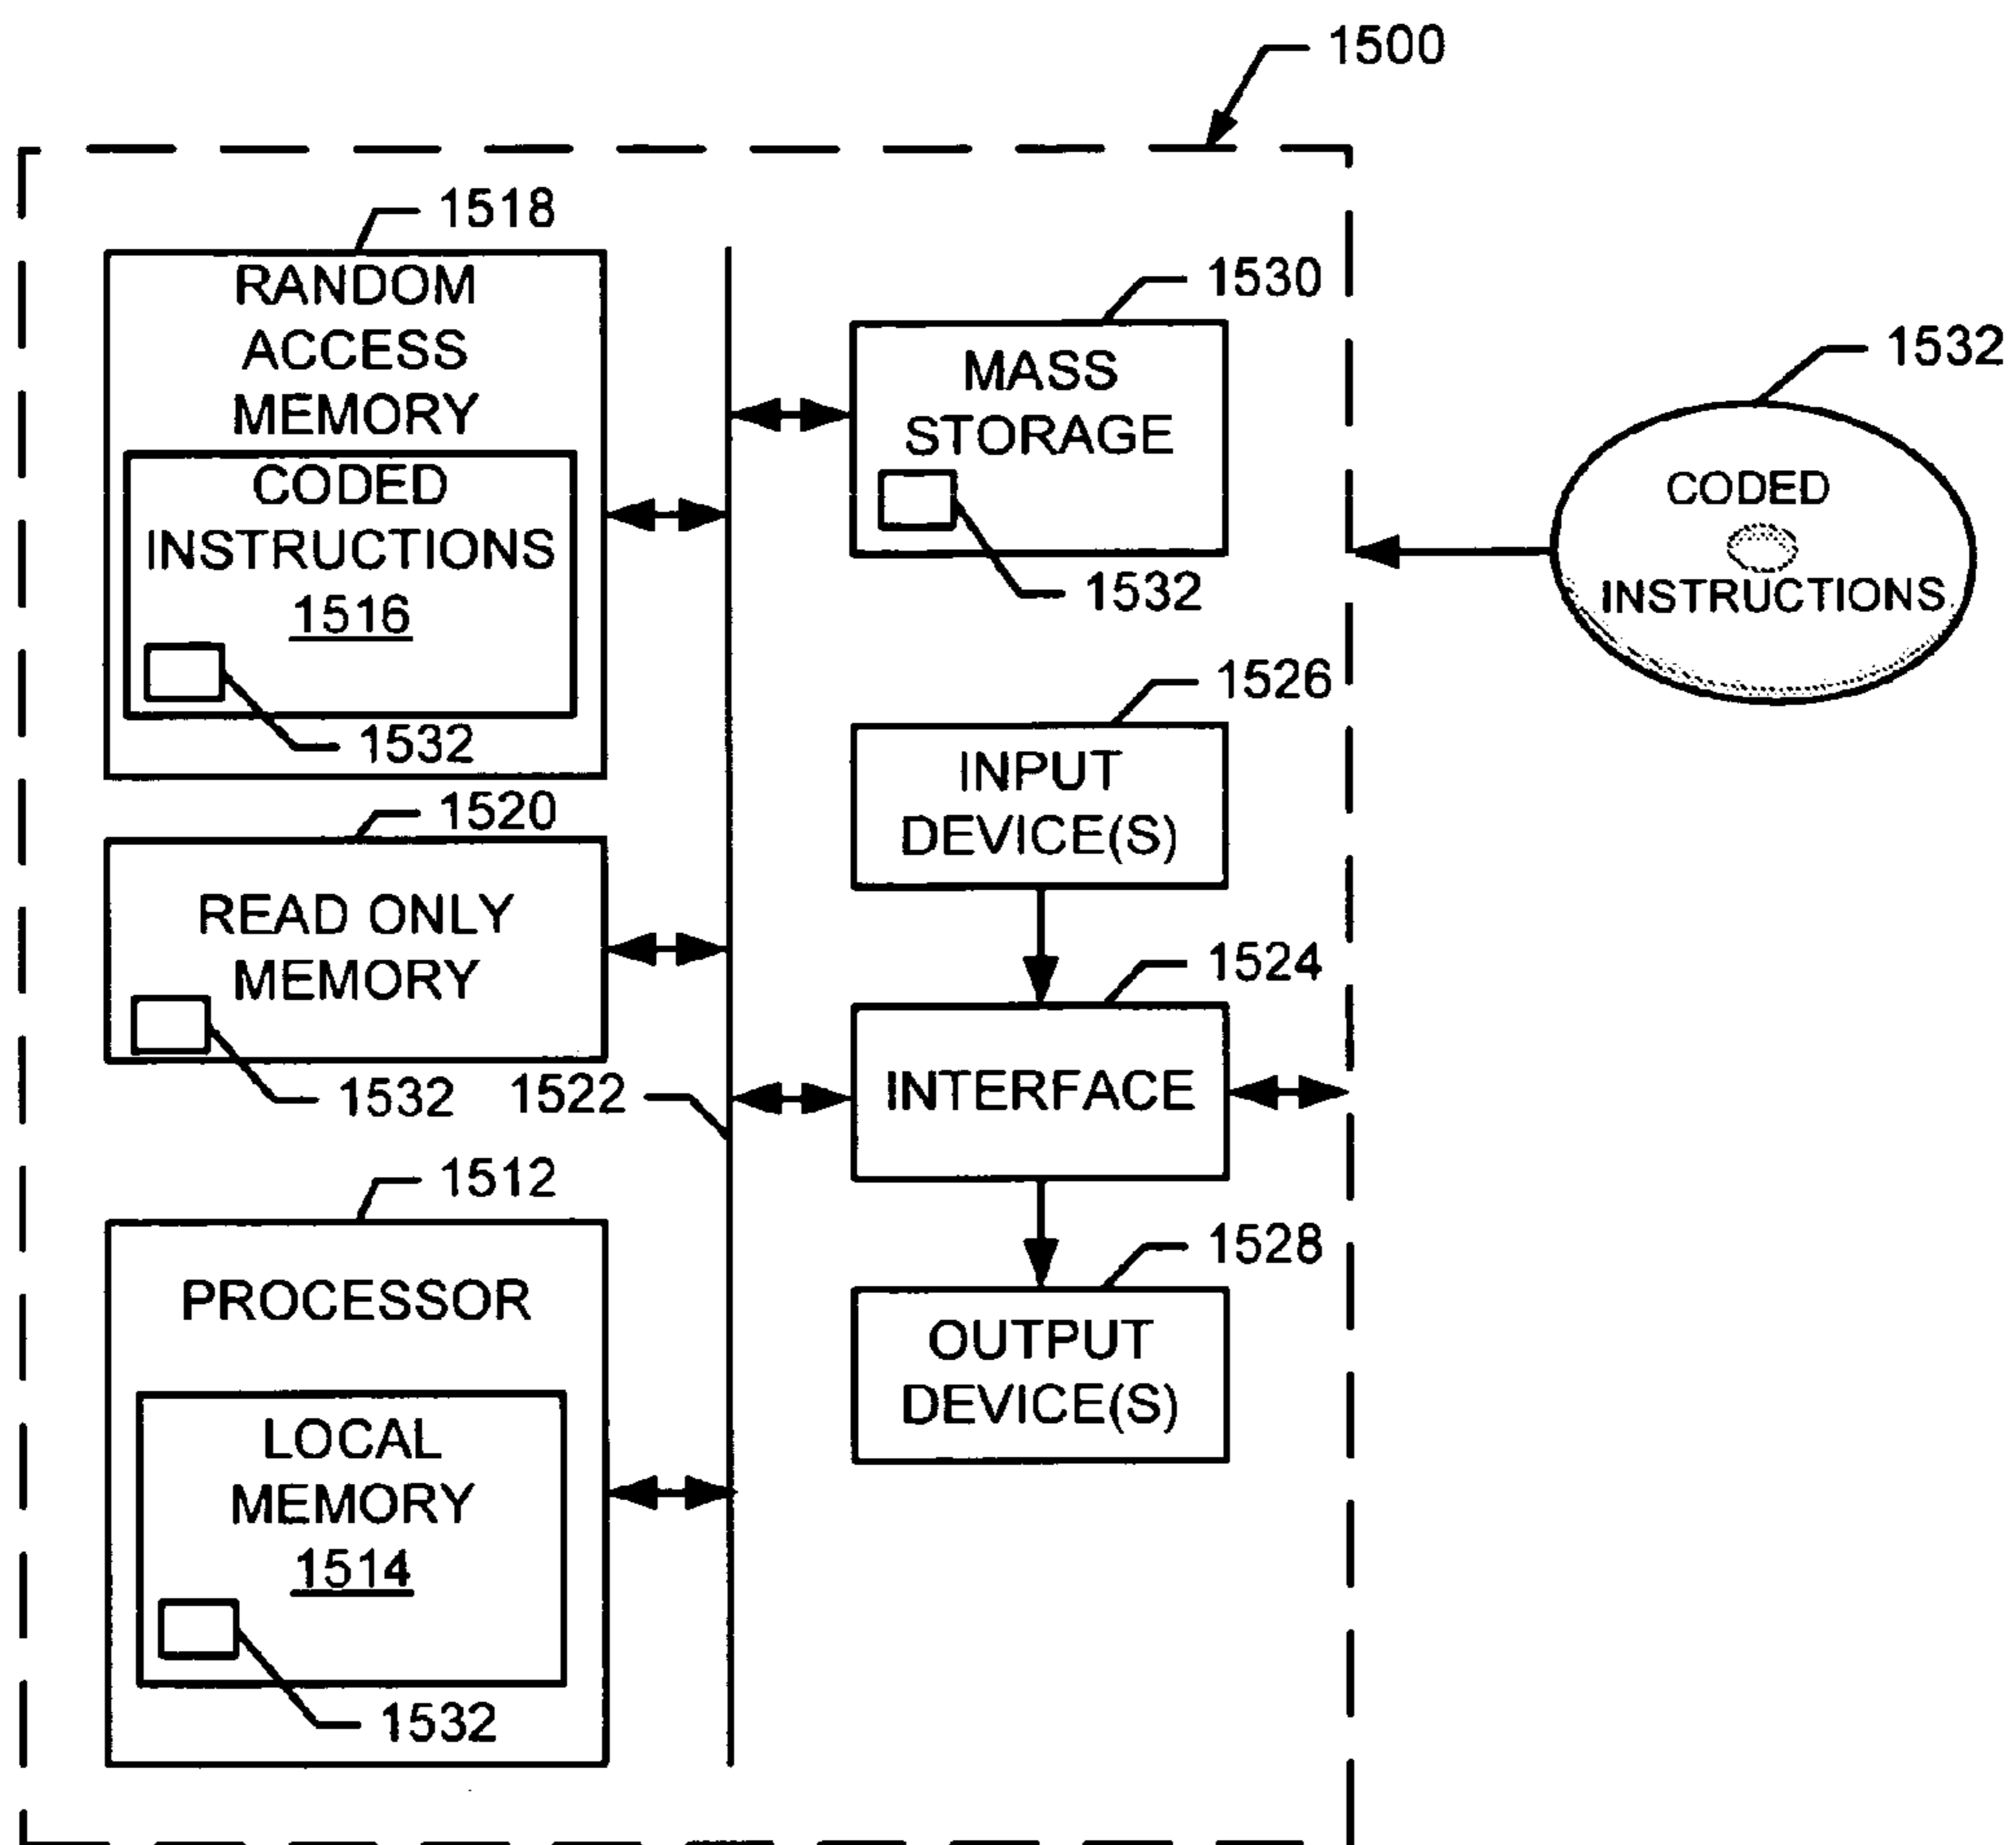 1500
1518
RANDOM
ACCESS
MEMORY
CODED
INSTRUCTIONS
1516
1532
1530
MASS
STORAGE
1532
1532
CODED
INSTRUCTIONS
1520
READ ONLY
MEMORY
1532
1522
1526
INPUT
DEVICE(S)
1524
INTERFACE
1512
PROCESSOR
LOCAL
MEMORY
1514
1532
1528
OUTPUT
DEVICE(S)